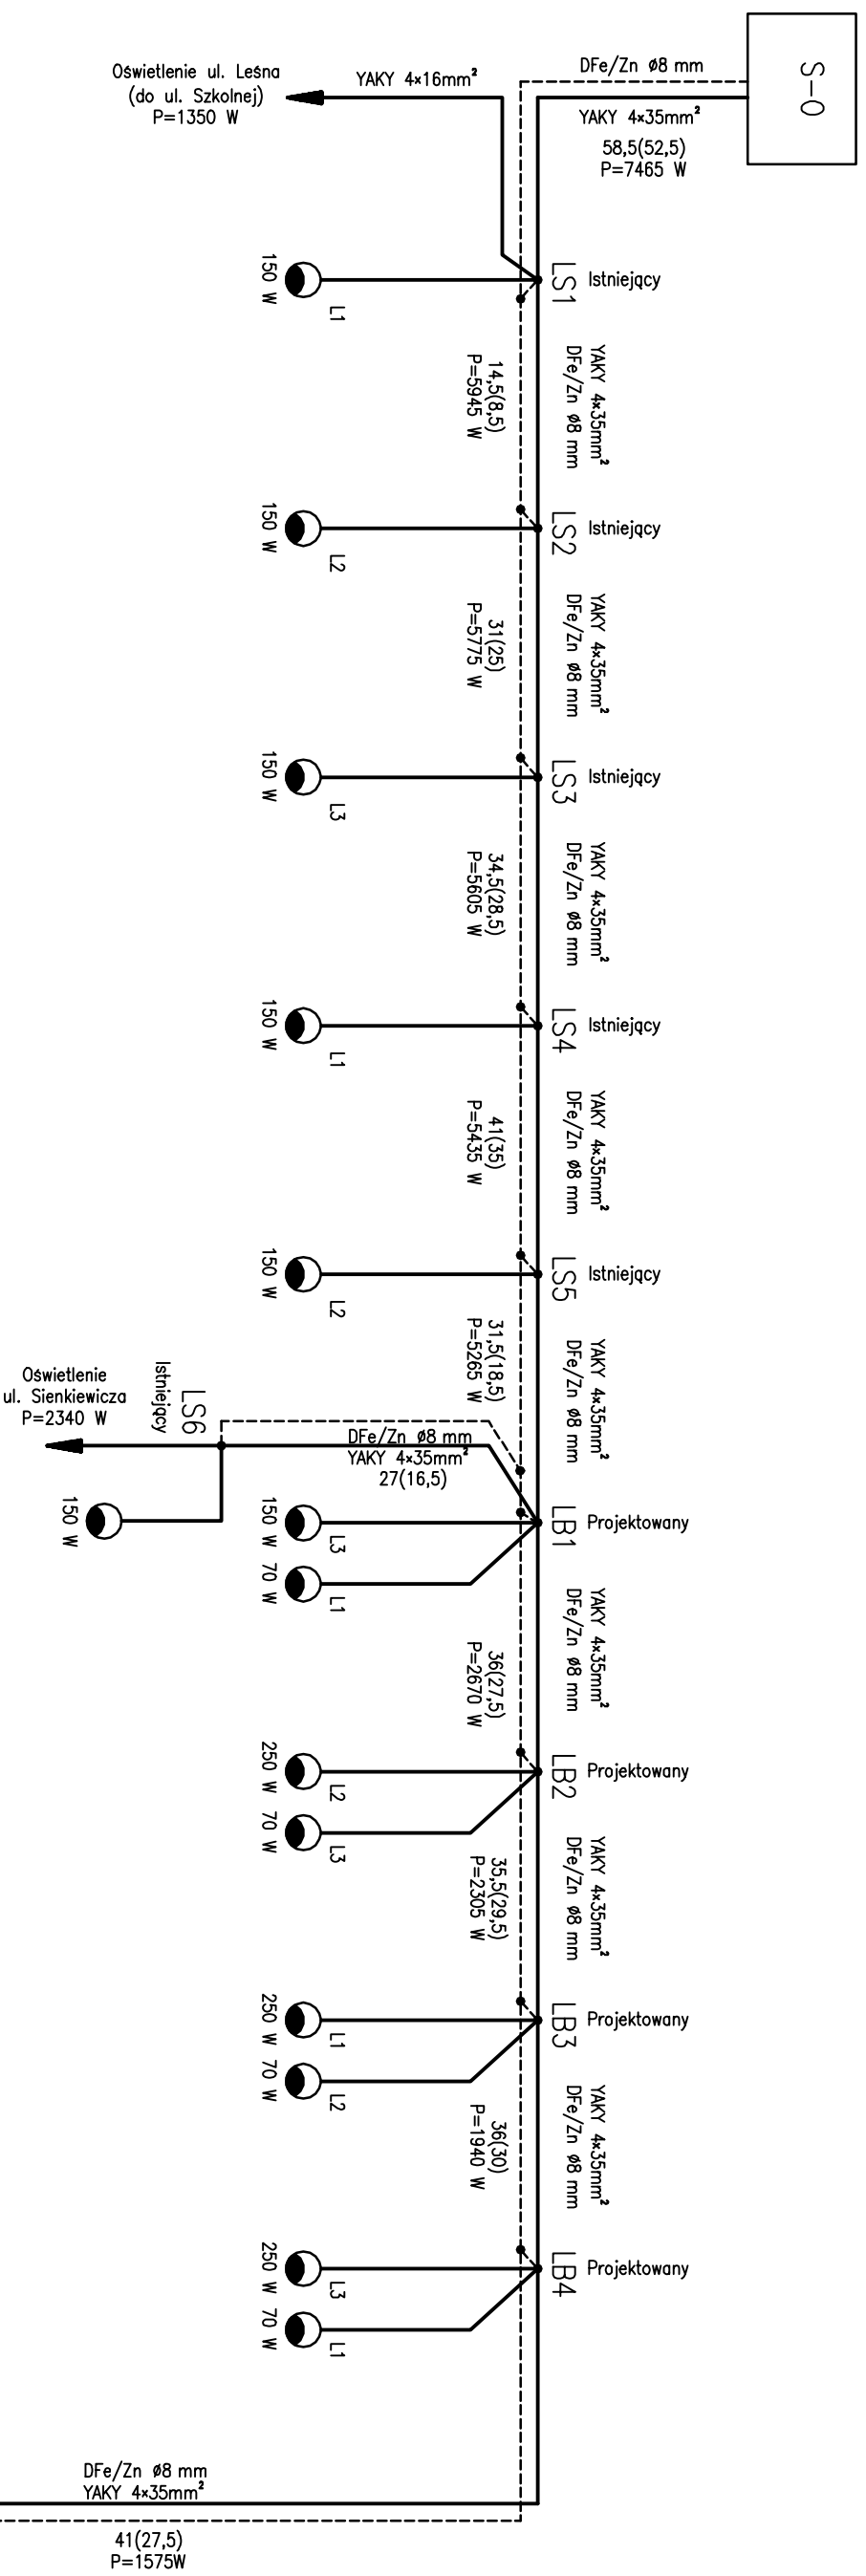 S-0
DFe/Zn ø8 mm
YAKY 4×35mm²
58,5(52,5)
P=7465 W
Oświetlenie ul. Leśna
(do ul. Szkolnej)
P=1350 W
YAKY 4×16mm²
LS1 Istniejący
L1
150 W
YAKY 4×35mm²
DFe/Zn ø8 mm
14,5(8,5)
P=5945 W
LS2 Istniejący
L2
150 W
YAKY 4×35mm²
DFe/Zn ø8 mm
31(25)
P=5775 W
LS3 Istniejący
L3
150 W
YAKY 4×35mm²
DFe/Zn ø8 mm
34,5(28,5)
P=5605 W
LS4 Istniejący
L1
150 W
YAKY 4×35mm²
DFe/Zn ø8 mm
41(35)
P=5435 W
LS5 Istniejący
L2
150 W
YAKY 4×35mm²
DFe/Zn ø8 mm
31,5(18,5)
P=5265 W
Oświetlenie
ul. Sienkiewicza
P=2340 W
LS6
Istniejący
150 W
DFe/Zn ø8 mm
YAKY 4×35mm²
27(16,5)
LB1 Projektowany
L3
150 W
L1
70 W
YAKY 4×35mm²
DFe/Zn ø8 mm
36(27,5)
P=2670 W
LB2 Projektowany
L2
250 W
L3
70 W
YAKY 4×35mm²
DFe/Zn ø8 mm
35,5(29,5)
P=2305 W
LB3 Projektowany
L1
250 W
L2
70 W
YAKY 4×35mm²
DFe/Zn ø8 mm
36(30)
P=1940 W
LB4 Projektowany
L3
250 W
L1
70 W
DFe/Zn ø8 mm
YAKY 4×35mm²
41(27,5)
P=1575W